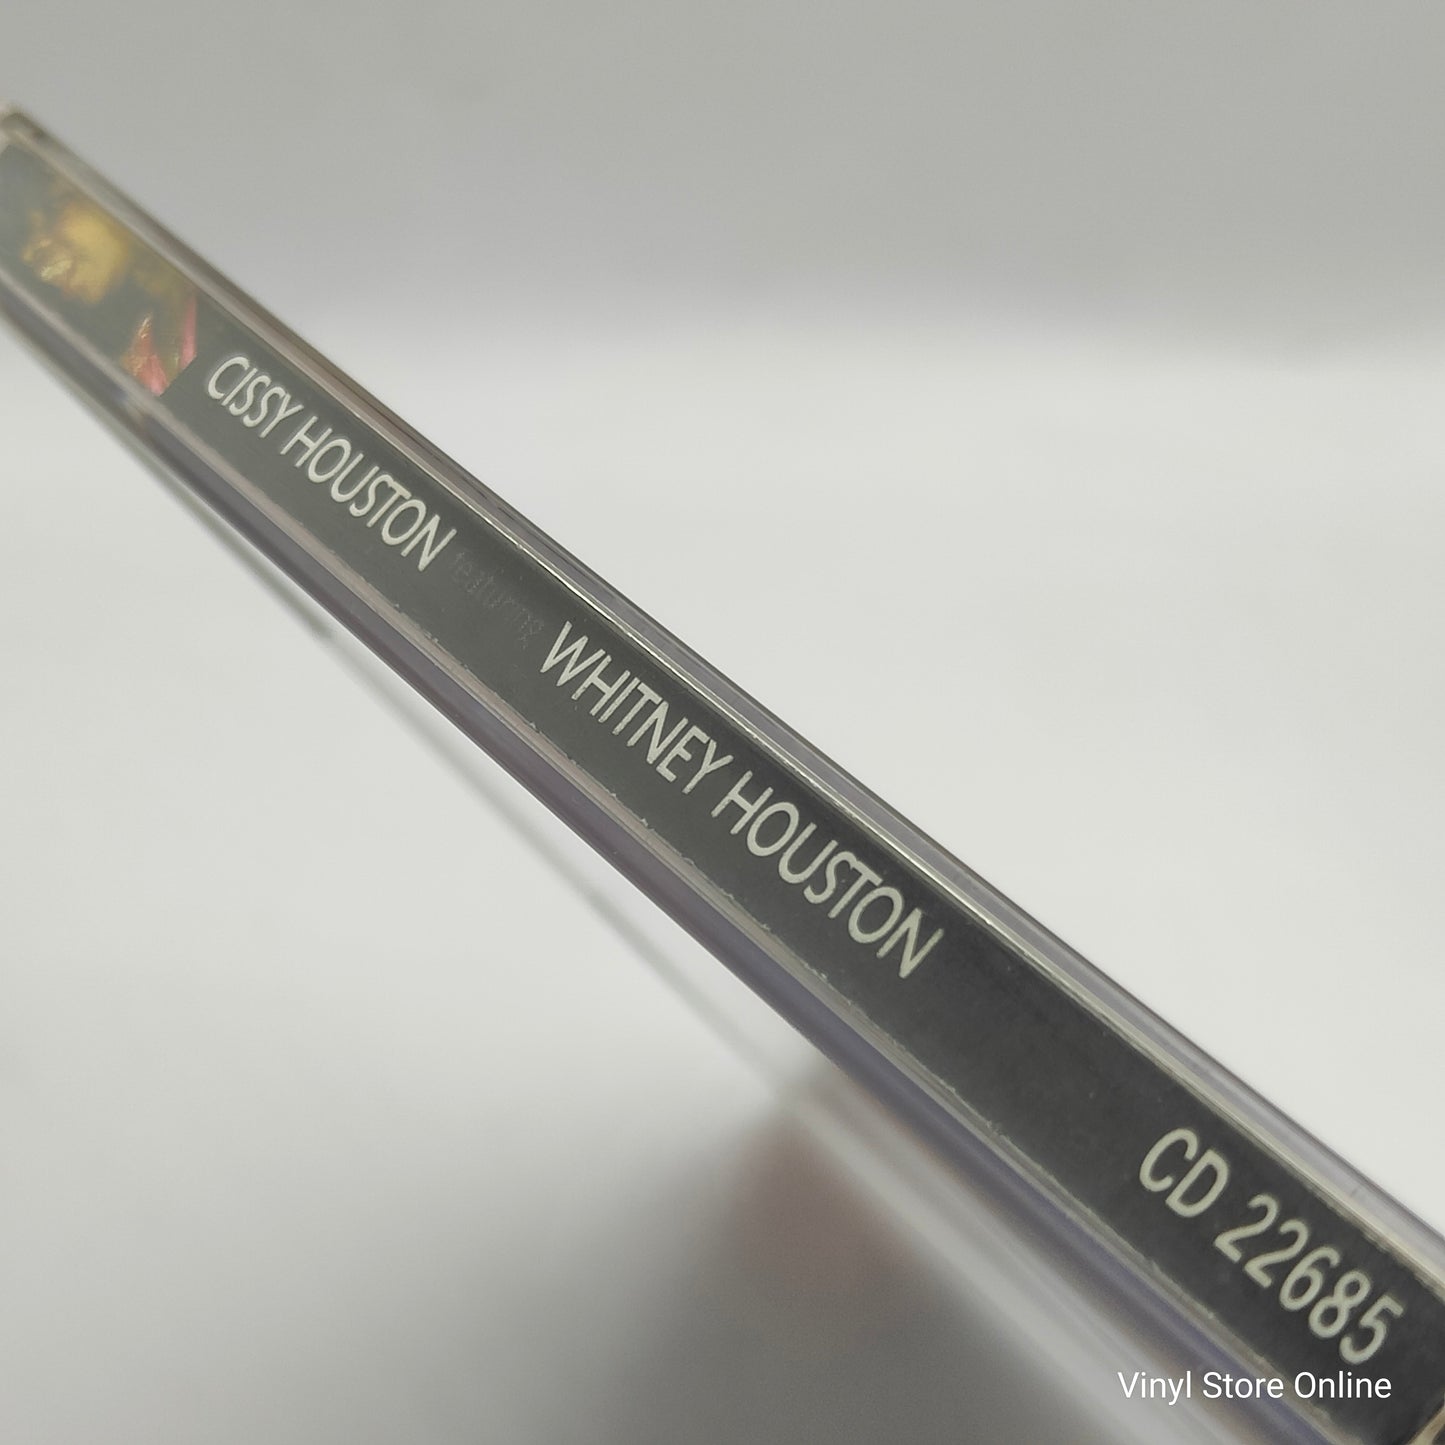 CISSY HOUSTON featuring WHITNEY HOUSTON CD 22685
Vinyl Store Online